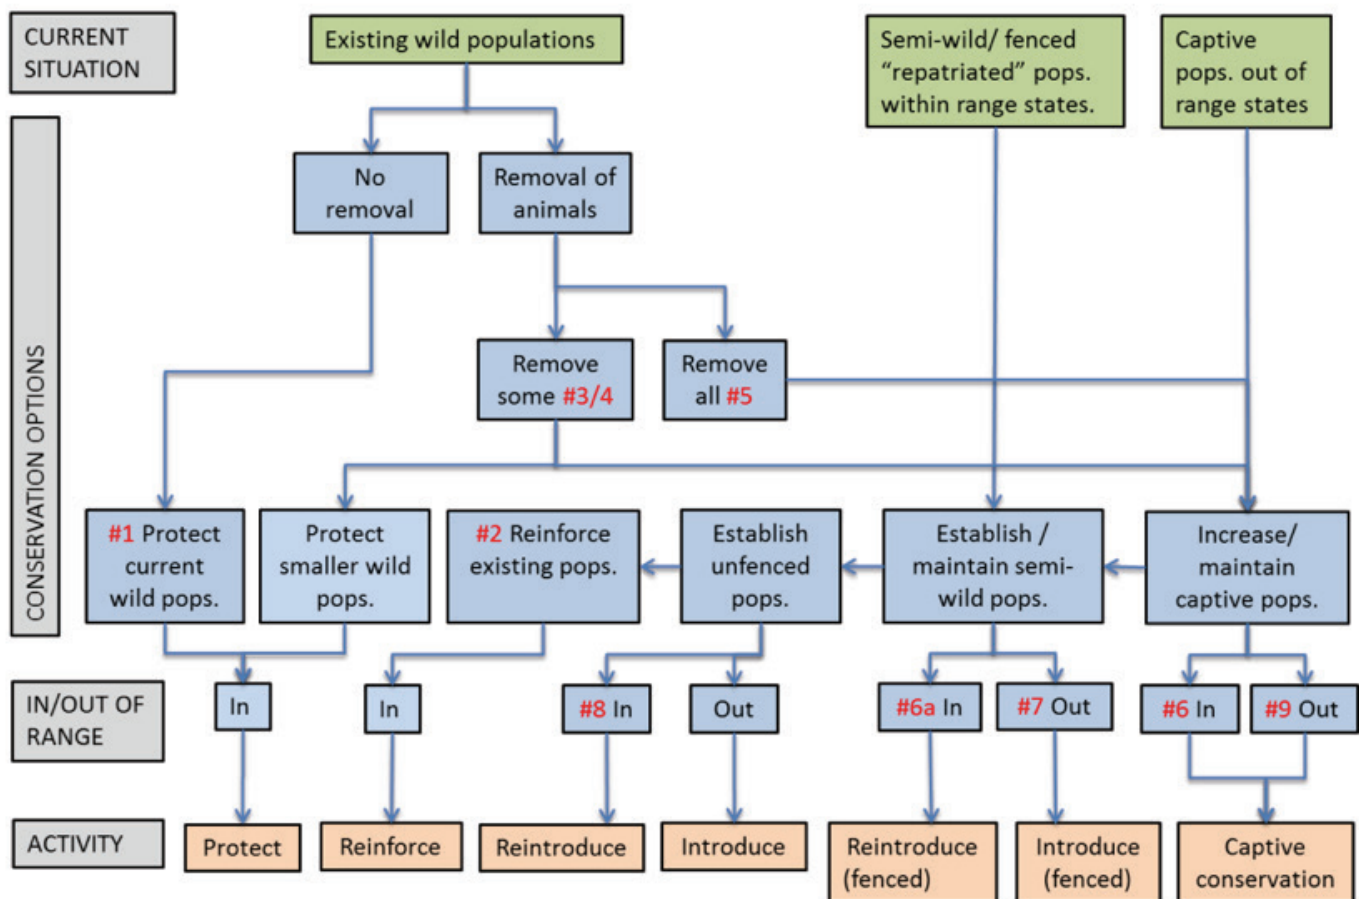 CURRENT
SITUATION
Existing wild populations
Semi-wild/ fenced
“repatriated” pops.
within range states.
Captive
pops. out of
range states
CONSERVATION OPTIONS
No
removal
Removal of
animals
Remove
some #3/4
Remove
all #5
#1 Protect
current
wild pops.
Protect
smaller wild
pops.
#2 Reinforce
existing pops.
Establish
unfenced
pops.
Establish /
maintain semi-
wild pops.
Increase/
maintain
captive pops.
IN/OUT OF
RANGE
In
In
#8 In
Out
#6a In
#7 Out
#6 In
#9 Out
ACTIVITY
Protect
Reinforce
Reintroduce
Introduce
Reintroduce
(fenced)
Introduce
(fenced)
Captive
conservation